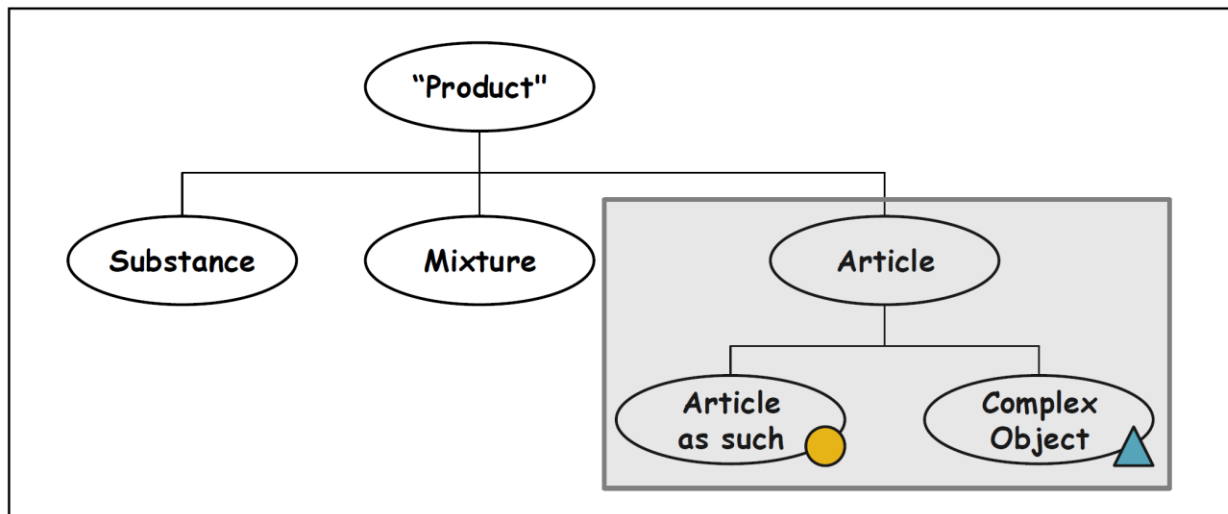 “Product"
Substance
Mixture
Article
Article
as such
Complex
Object